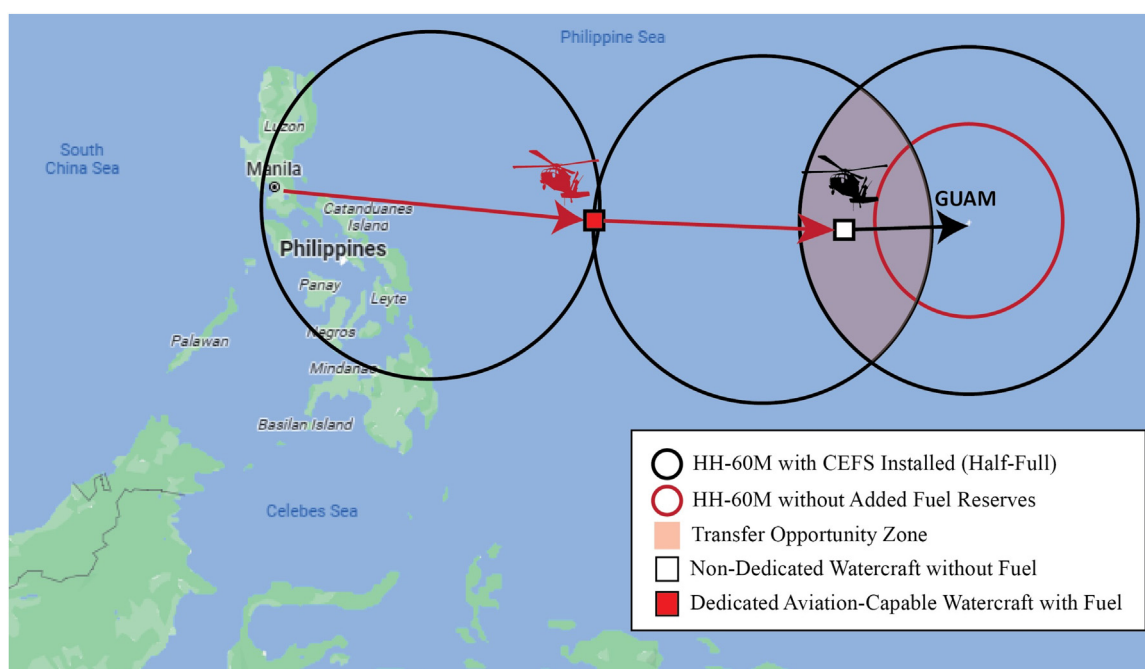 Philippine Sea
South
China Sea
Luzon
Manila
Catanduanes
Island
Philippines
Panay
Leyte
Negros
Palawan
Mindanao
Basilan Island
Celebes Sea
GUAM
HH-60M with CEFS Installed (Half-Full)
HH-60M without Added Fuel Reserves
Transfer Opportunity Zone
Non-Dedicated Watercraft without Fuel
Dedicated Aviation-Capable Watercraft with Fuel